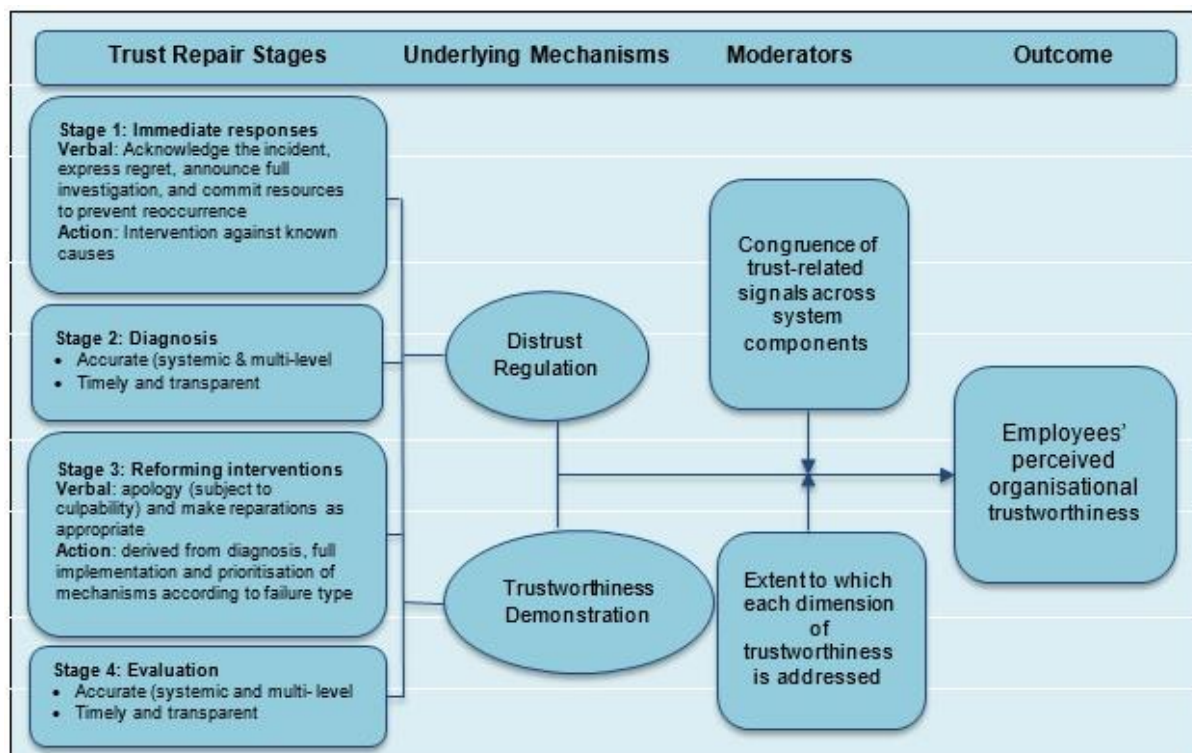 Trust Repair Stages Underlying Mechanisms Moderators Outcome
Stage 1: Immediate responses
Verbal: Acknowledge the incident,
express regret, announce full
investigation, and commit resources
to prevent reoccurrence
Action: Intervention against known
causes
Stage 2: Diagnosis
• Accurate (systemic & multi-level
• Timely and transparent
Stage 3: Reforming interventions
Verbal: apology (subject to
culpability) and make reparations as
appropriate
Action: derived from diagnosis, full
implementation and prioritisation of
mechanisms according to failure type
Stage 4: Evaluation
• Accurate (systemic and multi- level
• Timely and transparent
Distrust
Regulation
Trustworthiness
Demonstration
Congruence of
trust-related
signals across
system
components
Extent to which
each dimension
of
trustworthiness
is addressed
Employees’
perceived
organisational
trustworthiness